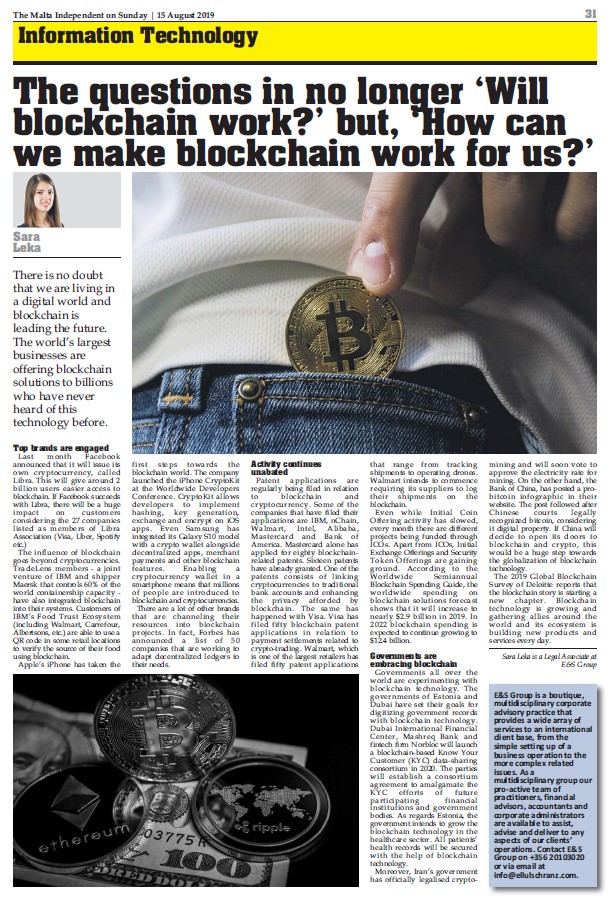 The Malta Independent on Sunday | 15 August 2019
31
Information Technology
The questions in no longer ‘Will
blockchain work?’ but, ‘How can
we make blockchain work for us?’
Sara
Leka
There is no doubt
that we are living in
a digital world and
blockchain is
leading the future.
The world’s largest
businesses are
offering blockchain
solutions to billions
who have never
heard of this
technology before.
Top brands are engaged
Last month Facebook
announced that it will issue its
own cryptocurrency, called
Libra. This will give around 2
billion users easier access to
blockchain. If Facebook succeeds
with Libra, there will be a huge
impact on customers
considering the 27 companies
listed as members of Libra
Association (Visa, Uber, Spotify
etc.)
The influence of blockchain
goes beyond cryptocurrencies.
TradeLens members - a joint
venture of IBM and shipper
Maersk that controls 60% of the
world containership capacity -
have also integrated blockchain
into their systems. Customers of
IBM’s Food Trust Ecosystem
(including Walmart, Carrefour,
Albertsons, etc.) are able to use a
QR code in some retail locations
to verify the source of their food
using blockchain.
Apple’s iPhone has taken the
first steps towards the
blockchain world. The company
launched the iPhone CryptoKit
at the Worldwide Developers
Conference. CryptoKit allows
developers to implement
hashing, key generation,
exchange and encrypt on iOS
apps. Even Samsung has
integrated its Galaxy S10 model
with a crypto wallet alongside
decentralized apps, merchant
payments and other blockchain
features. Enabling a
cryptocurrency wallet in a
smartphone means that millions
of people are introduced to
blockchain and cryptocurrencies.
There are a lot of other brands
that are channeling their
resources into blockchain
projects. In fact, Forbes has
announced a list of 50
companies that are working to
adapt decentralized ledgers to
their needs.
Activity continues
unabated
Patent applications are
regularly being filed in relation
to blockchain and
cryptocurrency. Some of the
companies that have filed their
applications are IBM, nChain,
Walmart, Intel, Alibaba,
Mastercard and Bank of
America. Mastercard alone has
applied for eighty blockchain-
related patents. Sixteen patents
have already granted. One of the
patents consists of linking
cryptocurrencies to traditional
bank accounts and enhancing
the privacy afforded by
blockchain. The same has
happened with Visa. Visa has
filed fifty blockchain patent
applications in relation to
payment settlements related to
crypto-trading. Walmart, which
is one of the largest retailers has
filed fifty patent applications
that range from tracking
shipments to operating drones.
Walmart intends to commence
requiring its suppliers to log
their shipments on the
blockchain.
Even while Initial Coin
Offering activity has slowed,
every month there are different
projects being funded through
ICOs. Apart from ICOs, Initial
Exchange Offerings and Security
Token Offerings are gaining
ground. According to the
Worldwide Semiannual
Blockchain Spending Guide, the
worldwide spending on
blockchain solutions forecast
shows that it will increase to
nearly $2.9 billion in 2019. In
2022 blockchain spending is
expected to continue growing to
$12.4 billion.
Governments are
embracing blockchain
Governments all over the
world are experimenting with
blockchain technology. The
governments of Estonia and
Dubai have set their goals for
digitizing government records
with blockchain technology.
Dubai International Financial
Center, Mashreq Bank and
fintech firm Norbloc will launch
a blockchain-based Know Your
Customer (KYC) data-sharing
consortium in 2020. The parties
will establish a consortium
agreement to amalgamate the
KYC efforts of future
participating financial
institutions and government
bodies. As regards Estonia, the
government intends to grow the
blockchain technology in the
healthcare sector. All patients’
health records will be secured
with the help of blockchain
technology.
Moreover, Iran’s government
has officially legalised crypto-
mining and will soon vote to
approve the electricity rate for
mining. On the other hand, the
Bank of China, has posted a pro-
bitcoin infographic in their
website. The post followed after
Chinese courts legally
recognized bitcoin, considering
it digital property. If China will
decide to open its doors to
blockchain and crypto, this
would be a huge step towards
the globalization of blockchain
technology.
The 2019 Global Blockchain
Survey of Deloitte reports that
the blockchain story is starting a
new chapter. Blockchain
technology is growing and
gathering allies around the
world and its ecosystem is
building new products and
services every day.
Sara Leka is a Legal Associate at
E&S Group
ethereum
ripple
03775R
100
E&S Group is a boutique,
multidisciplinary corporate
advisory practice that
provides a wide array of
services to an international
client base, from the
simple setting up of a
business operation to the
more complex related
issues. As a
multidisciplinary group our
pro-active team of
practitioners, financial
advisors, accountants and
corporate administrators
are available to assist,
advise and deliver to any
aspects of our clients’
operations. Contact E&S
Group on +356 20103020
or via email at
info@ellulschranz.com.